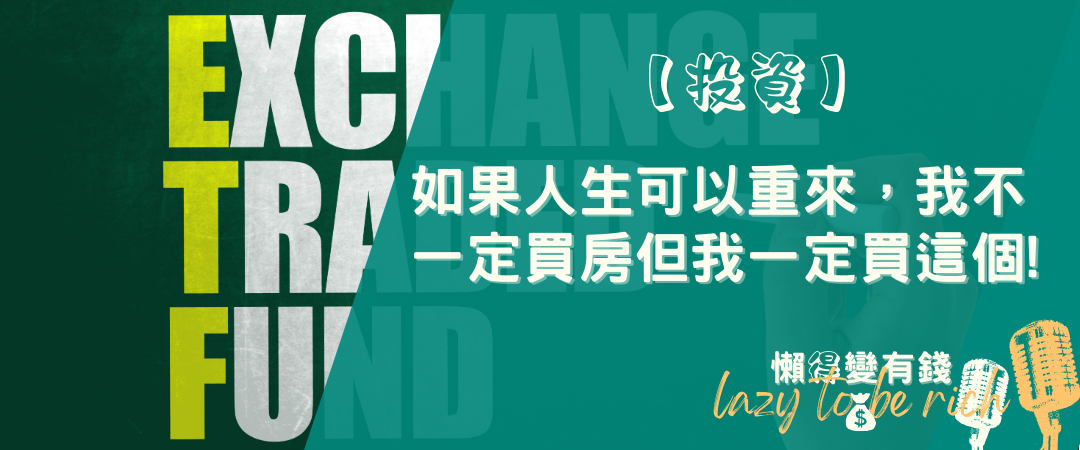 EXCHANGE
TRADED
FUND
【投資】
如果人生可以重來，我不
一定買房但我一定買這個!
懶得變有錢
lazy to be rich
$